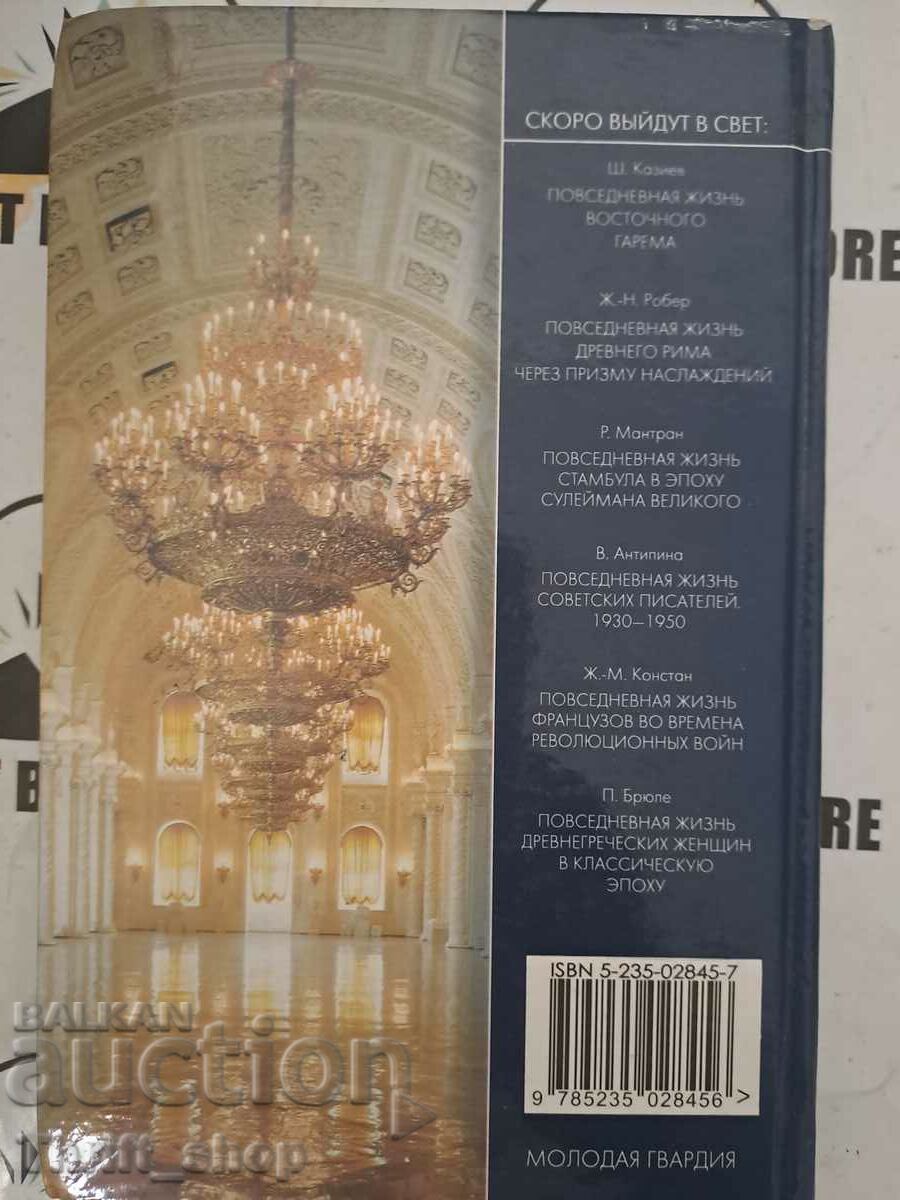 СКОРО ВЫЙДУТ В СВЕТ:
Ш. Казиев
ПОВСЕДНЕВНАЯ ЖИЗНЬ
ВОСТОЧНОГО
ГАРЕМА
Ж.-Н. Робер
ПОВСЕДНЕВНАЯ ЖИЗНЬ
ДРЕВНЕГО РИМА
ЧЕРЕЗ ПРИЗМУ НАСЛАЖДЕНИЙ
Р. Мантран
ПОВСЕДНЕВНАЯ ЖИЗНЬ
СТАМБУЛА В ЭПОХУ
СУЛЕЙМАНА ВЕЛИКОГО
В. Антипина
ПОВСЕДНЕВНАЯ ЖИЗНЬ
СОВЕТСКИХ ПИСАТЕЛЕЙ.
1930—1950
Ж.-М. Констан
ПОВСЕДНЕВНАЯ ЖИЗНЬ
ФРАНЦУЗОВ ВО ВРЕМЕНА
РЕВОЛЮЦИОННЫХ ВОЙН
П. Брюле
ПОВСЕДНЕВНАЯ ЖИЗНЬ
ДРЕВНЕГРЕЧЕСКИХ ЖЕНЩИН
В КЛАССИЧЕСКУЮ
ЭПОХУ
ISBN 5-235-02845-7
9 785235 028456 >
МОЛОДАЯ ГВАРДИЯ
BALKAN
auction
Thrift_shop